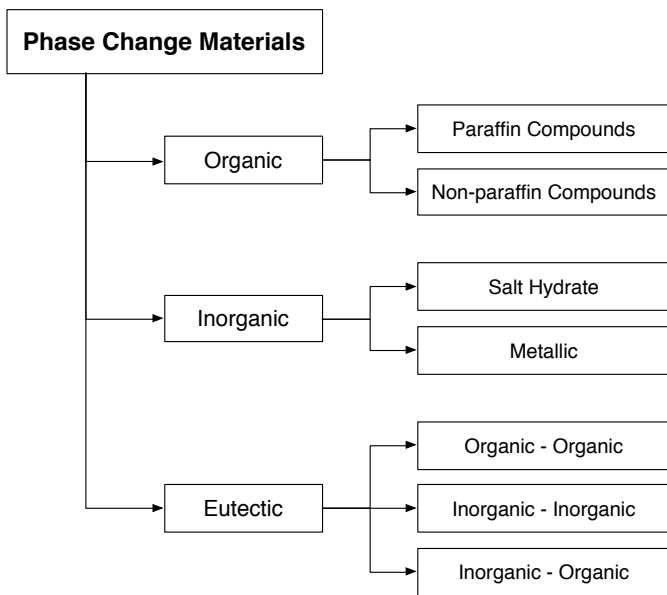 Phase Change Materials
Organic
Paraffin Compounds
Non-paraffin Compounds
Inorganic
Salt Hydrate
Metallic
Eutectic
Organic - Organic
Inorganic - Inorganic
Inorganic - Organic